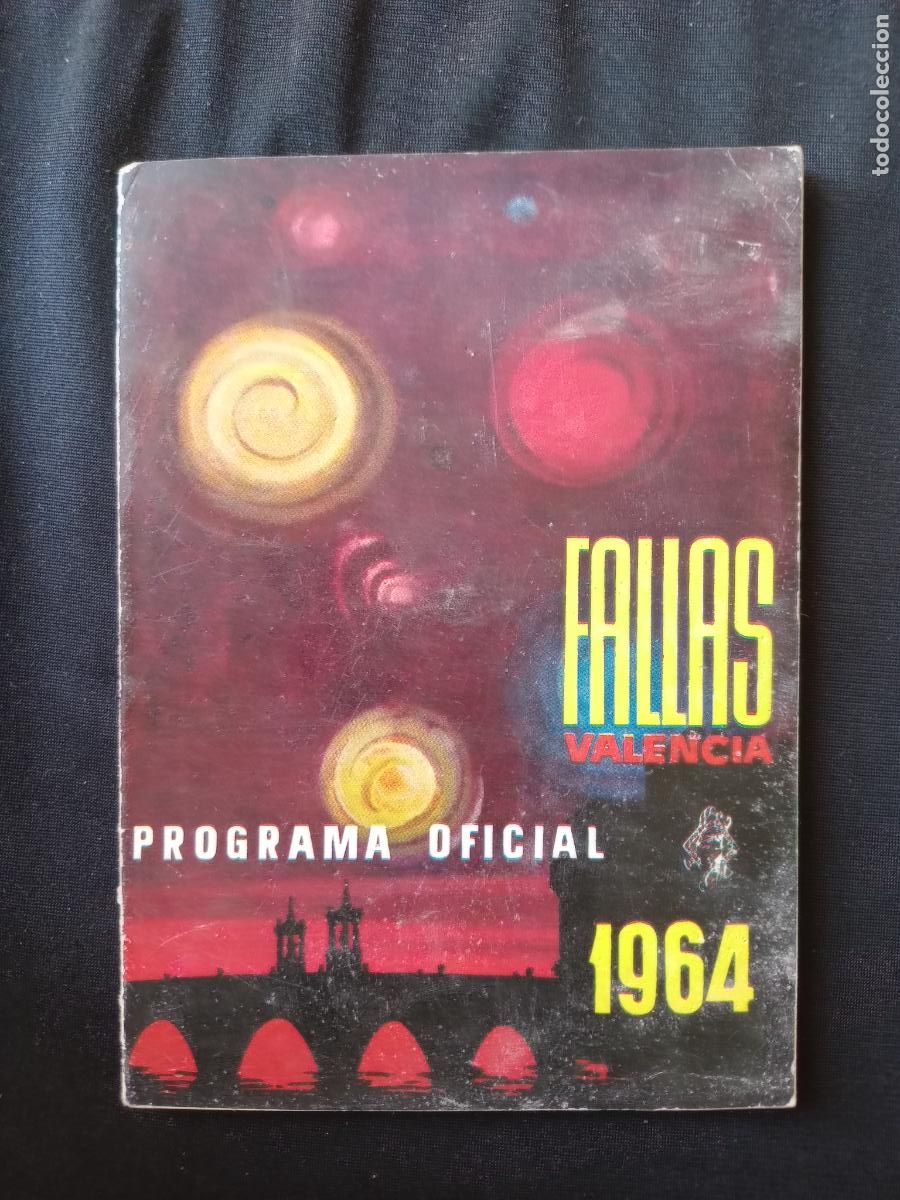 FALLAS
VALENCIA
PROGRAMA OFICIAL
1964
todocoleccion